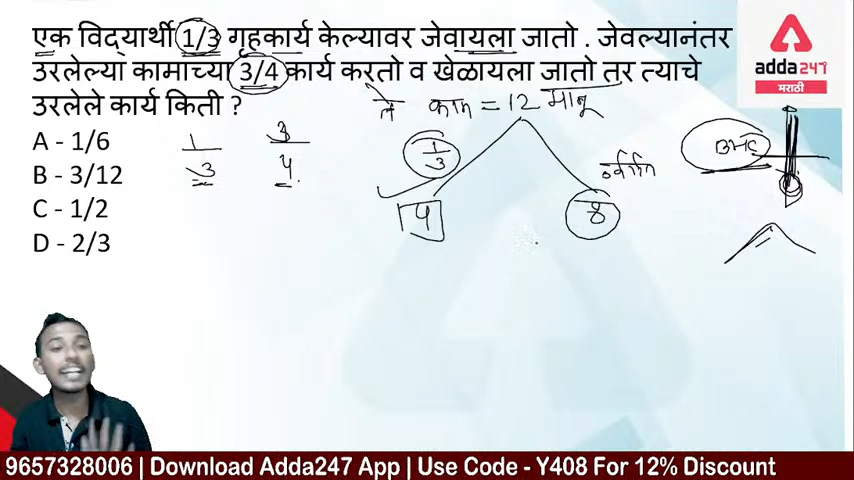 एक विद्यार्थी 1/3 गृहकार्य केल्यावर जेवायला जातो . जेवल्यानंतर
उरलेल्या कामाच्या 3/4 कार्य करतो व खेळायला जातो तर त्याचे
उरलेले कार्य किती ?
काम = 12 मानू
A - 1/6
B - 3/12
C - 1/2
D - 2/3
1/3 3/4
1/3
4 8
adda247
मराठी
9657328006 | Download Adda247 App | Use Code - Y408 For 12% Discount